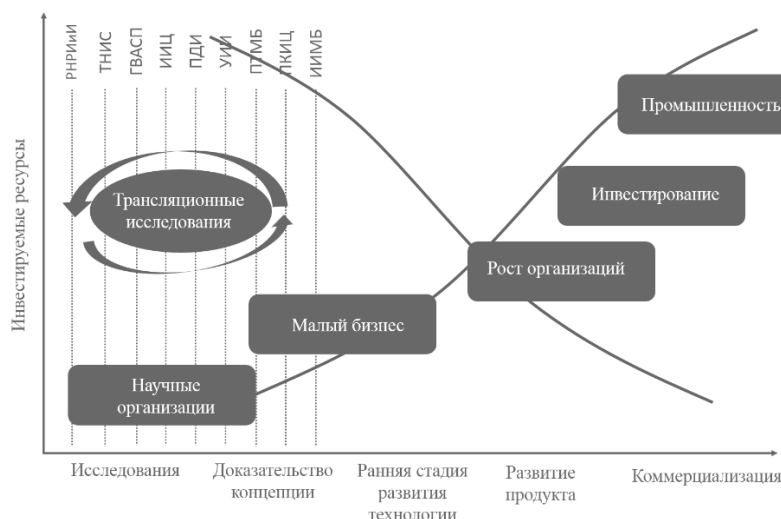 РНРИиИ
ТНИС
ГВАСП
ИИЦ
ПДИ
УИИ
ПТМБ
ПКИЦ
ИИМБ
Инвестируемые ресурсы
Трансляционные
исследования
Промышленность
Инвестирование
Рост организаций
Малый бизнес
Научные
организации
Исследования
Доказательство
концепции
Ранняя стадия
развития
технологии
Развитие
продукта
Коммерциализация